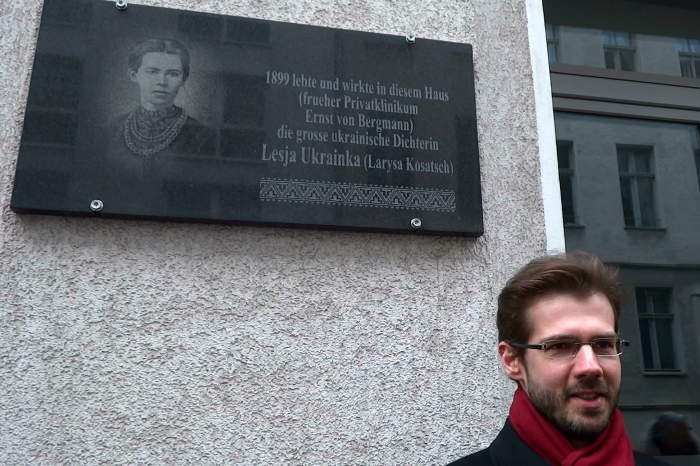 1899 lebte und wirkte in diesem Haus
(frueher Privatklinikum
Ernst von Bergmann)
die grosse ukrainische Dichterin
Lesja Ukrainka (Larysa Kosatsch)